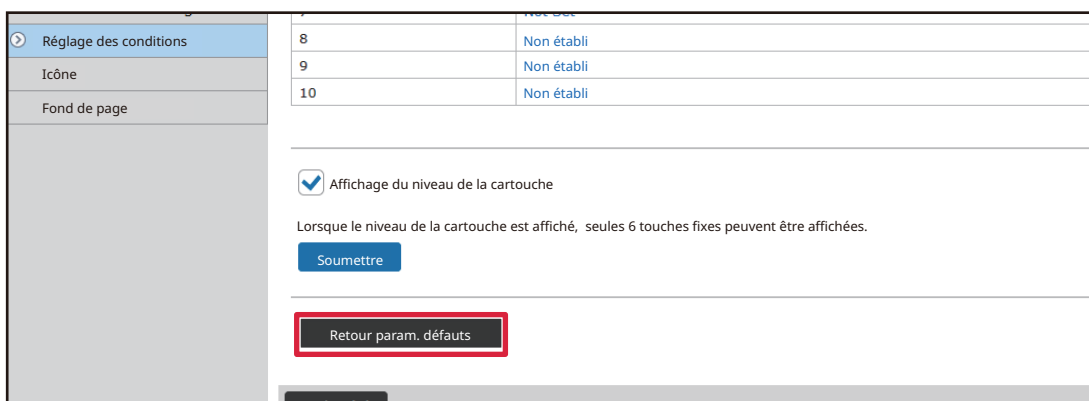 Réglage des conditions
Icône
Fond de page
8 Non établi
9 Non établi
10 Non établi
Affichage du niveau de la cartouche
Lorsque le niveau de la cartouche est affiché, seules 6 touches fixes peuvent être affichées.
Soumettre
Retour param. défauts